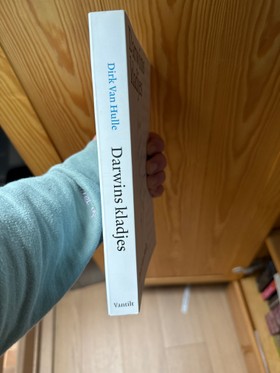 Dirk Van Hulle
Darwins kladjes
Vantilt